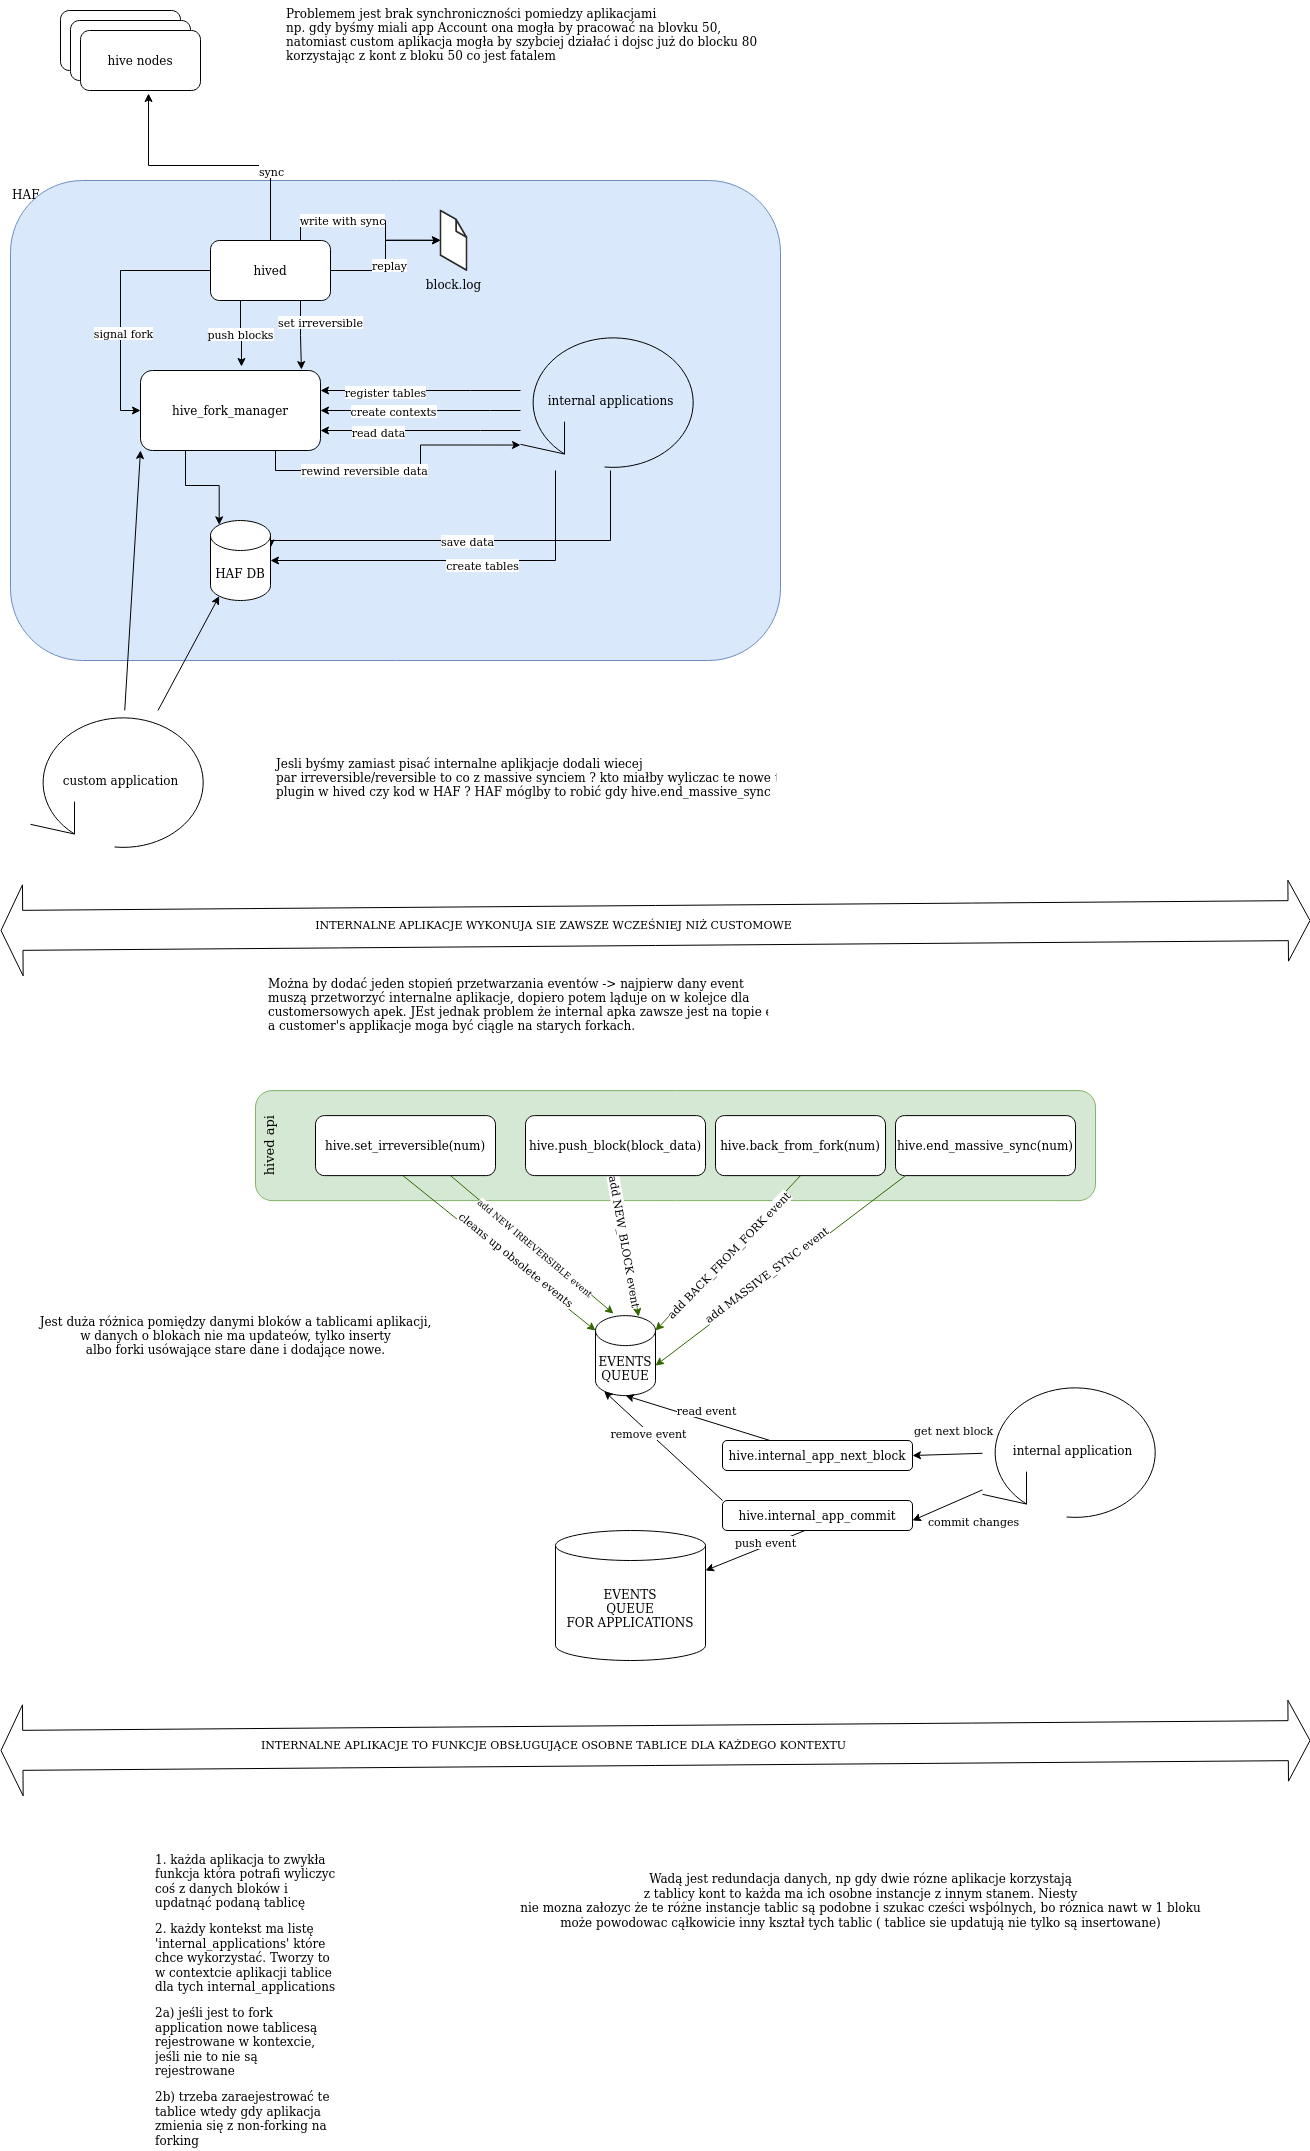 Problemem jest brak synchroniczności pomiedzy aplikacjami
np. gdy byśmy miali app Account ona mogła by pracować na blovku 50,
natomiast custom aplikacja mogła by szybciej działać i dojsc już do blocku 80
korzystając z kont z bloku 50 co jest fatalem
hive nodes
sync
HAF
write with sync
hived
replay
block.log
signal fork
push blocks
set irreversible
hive_fork_manager
register tables
create contexts
read data
rewind reversible data
internal applications
save data
create tables
HAF DB
custom application
Jesli byśmy zamiast pisać internalne aplikjacje dodali wiecej
par irreversible/reversible to co z massive synciem ? kto miałby wyliczac te nowe
plugin w hived czy kod w HAF ? HAF móglby to robić gdy hive.end_massive_sync
INTERNALNE APLIKACJE WYKONUJA SIE ZAWSZE WCZEŚNIEJ NIŻ CUSTOMOWE
Można by dodać jeden stopień przetwarzania eventów -> najpierw dany event
muszą przetworzyć internalne aplikacje, dopiero potem ląduje on w kolejce dla
customersowych apek. JEst jednak problem że internal apka zawsze jest na topie
a customer's applikacje moga być ciągle na starych forkach.
hived api
hive.set_irreversible(num)
hive.push_block(block_data)
hive.back_from_fork(num)
hive.end_massive_sync(num)
cleans up obsolete events
add NEW IRREVERSIBLE event
add NEW_BLOCK event
add BACK_FROM_FORK event
add MASSIVE_SYNC event
Jest duża różnica pomiędzy danymi bloków a tablicami aplikacji,
w danych o blokach nie ma updateów, tylko inserty
albo forki usówające stare dane i dodające nowe.
EVENTS
QUEUE
read event
remove event
get next block
hive.internal_app_next_block
internal application
hive.internal_app_commit
commit changes
push event
EVENTS
QUEUE
FOR APPLICATIONS
INTERNALNE APLIKACJE TO FUNKCJE OBSŁUGUJĄCE OSOBNE TABLICE DLA KAŻDEGO KONTEXTU
1. każda aplikacja to zwykła
funkcja która potrafi wyliczyc
coś z danych bloków i
updatnąć podaną tablicę
2. każdy kontekst ma listę
'internal_applications' które
chce wykorzystać. Tworzy to
w contextcie aplikacji tablice
dla tych internal_applications
2a) jeśli jest to fork
application nowe tablicesą
rejestrowane w kontexcie,
jeśli nie to nie są
rejestrowane
2b) trzeba zaraejestrować te
tablice wtedy gdy aplikacja
zmienia się z non-forking na
forking
Wadą jest redundacja danych, np gdy dwie rózne aplikacje korzystają
z tablicy kont to każda ma ich osobne instancje z innym stanem. Niesty
nie mozna załozyc że te różne instancje tablic są podobne i szukac cześci wspólnych, bo róznica nawt w 1 bloku
może powodowac cąłkowicie inny kształ tych tablic ( tablice sie updatują nie tylko są insertowane)